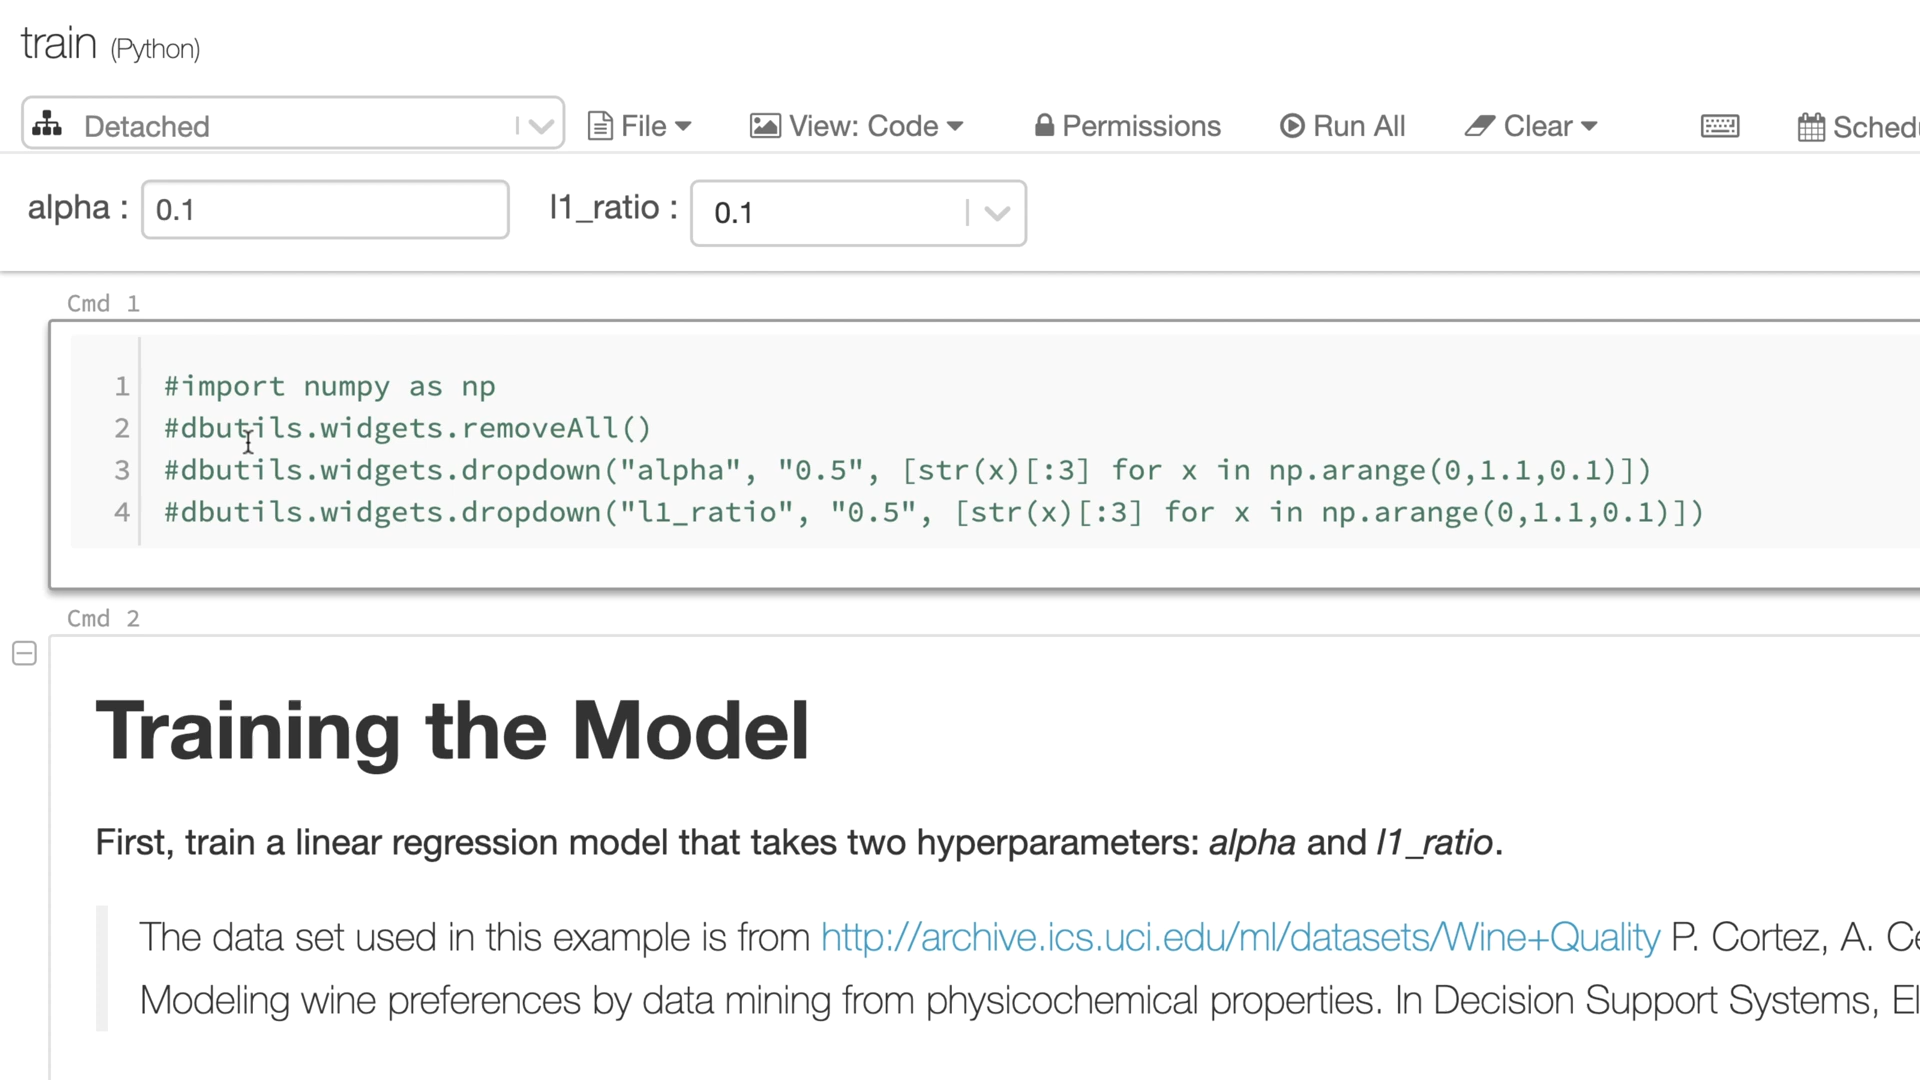 train (Python)
Detached File View: Code Permissions Run All Clear
alpha : 0.1 l1_ratio : 0.1
Cmd 1
1 #import numpy as np
2 #dbutils.widgets.removeAll()
3 #dbutils.widgets.dropdown("alpha", "0.5", [str(x)[:3] for x in np.arange(0,1.1,0.1)])
4 #dbutils.widgets.dropdown("l1_ratio", "0.5", [str(x)[:3] for x in np.arange(0,1.1,0.1)])
Cmd 2
Training the Model
First, train a linear regression model that takes two hyperparameters: alpha and l1_ratio.
The data set used in this example is from http://archive.ics.uci.edu/ml/datasets/Wine+Quality P. Cortez, A.
Modeling wine preferences by data mining from physicochemical properties. In Decision Support Systems,